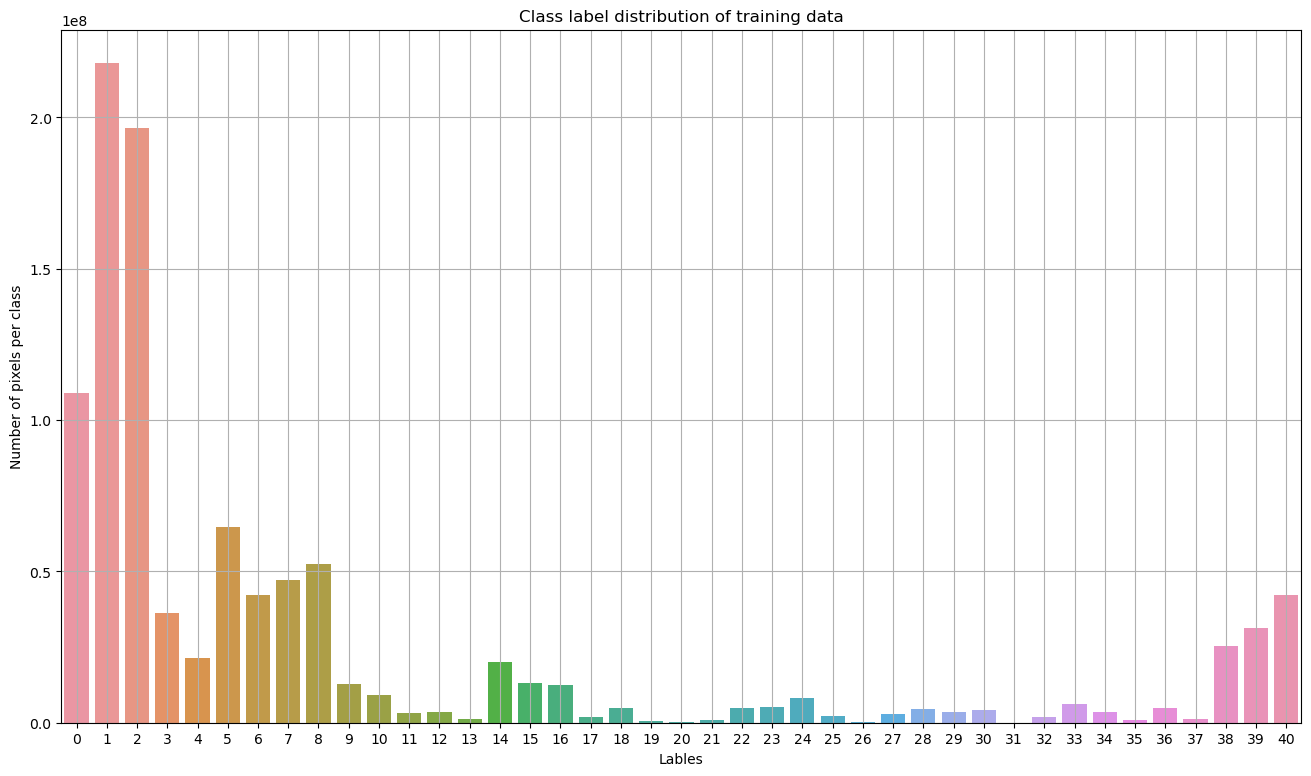 Class label distribution of training data
1e8
2.0
1.5
1.0
0.5
0.0
Number of pixels per class
0 1 2 3 4 5 6 7 8 9 10 11 12 13 14 15 16 17 18 19 20 21 22 23 24 25 26 27 28 29 30 31 32 33 34 35 36 37 38 39 40
Lables